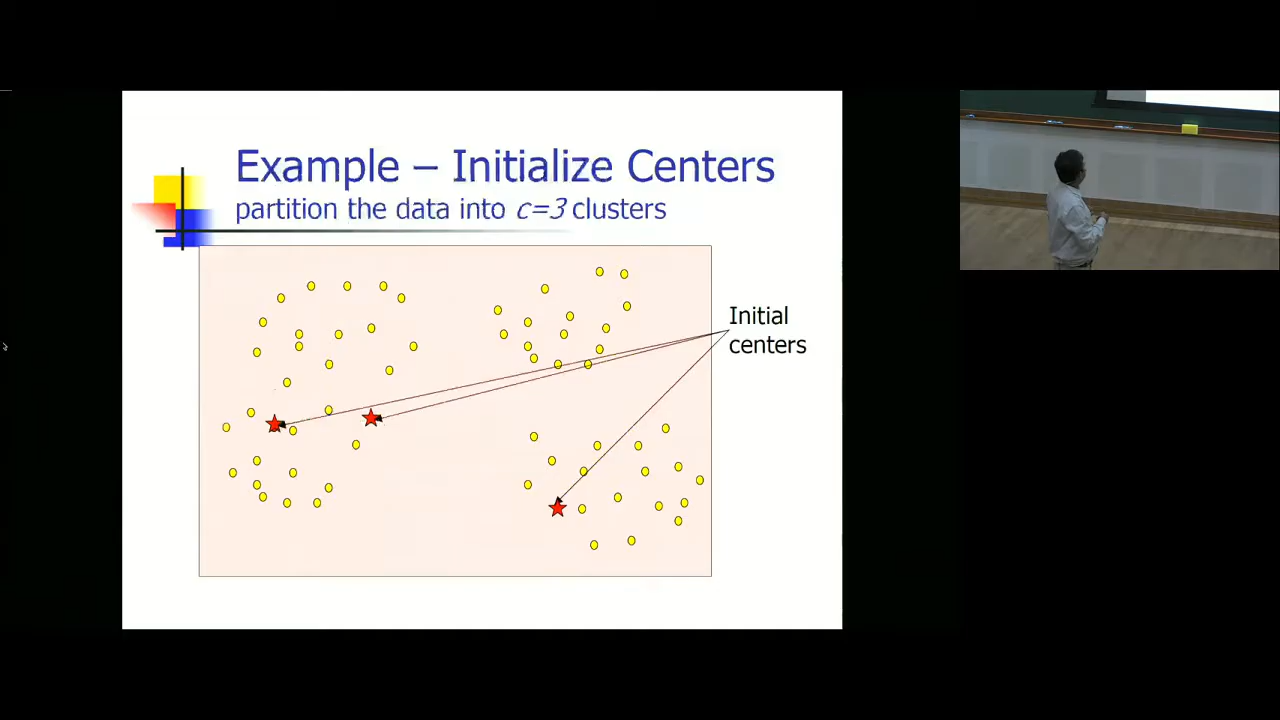 Example – Initialize Centers
partition the data into c=3 clusters
Initial
centers